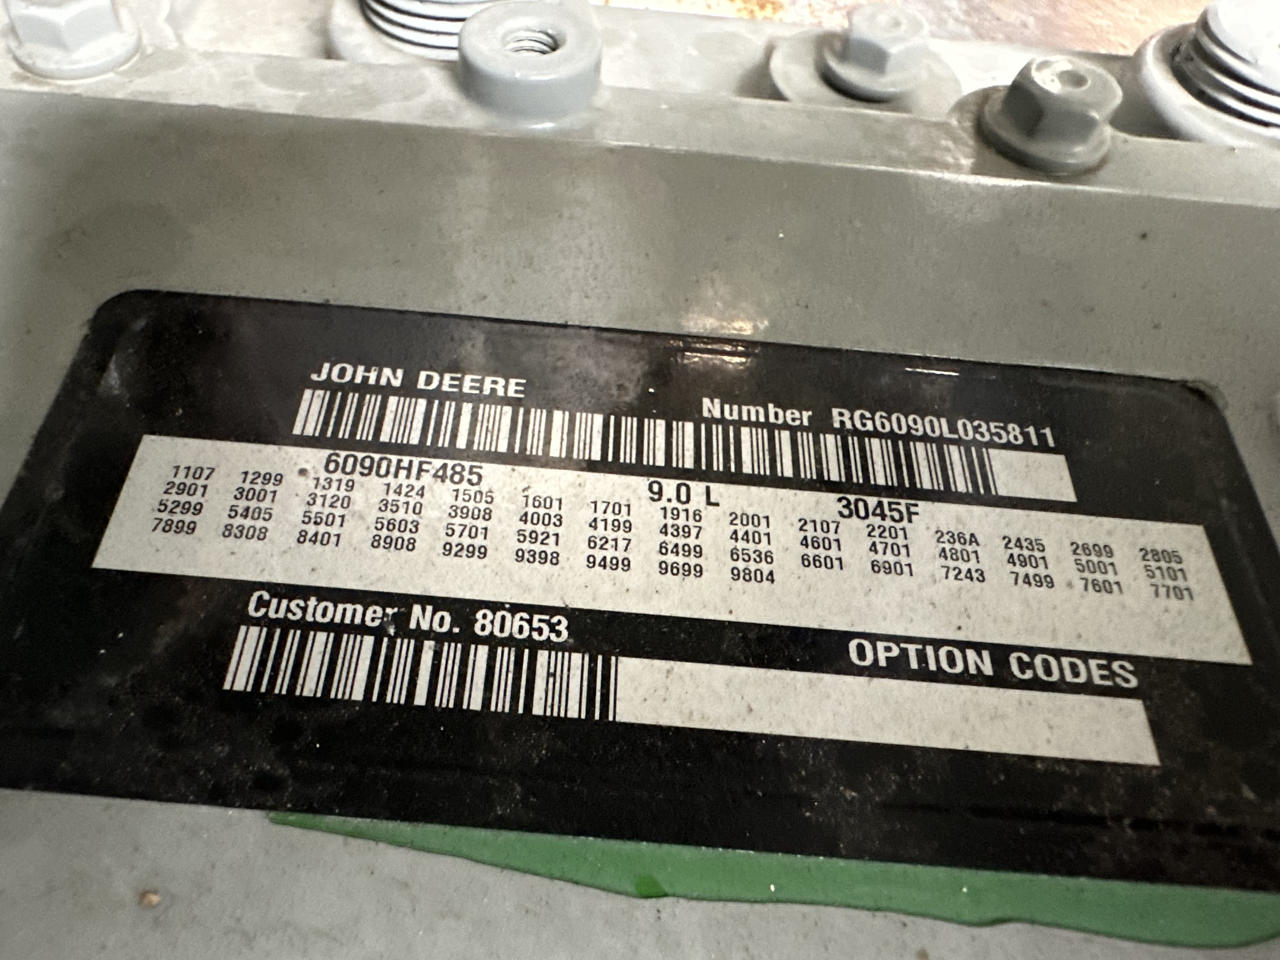 JOHN DEERE
Number RG6090L035811
6090HF485 9.0 L 3045F
1107 1299 1319 1424 1505 1601 1701 1916 2001 2107 2201 236A 2435 2699 2805
2901 3001 3120 3510 3908 4003 4199 4397 4401 4601 4701 4801 4901 5001 5101
5299 5405 5501 5603 5701 5921 6217 6499 6536 6601 6901 7243 7499 7601 7701
7899 8308 8401 8908 9299 9398 9499 9699 9804
Customer No. 80653
OPTION CODES